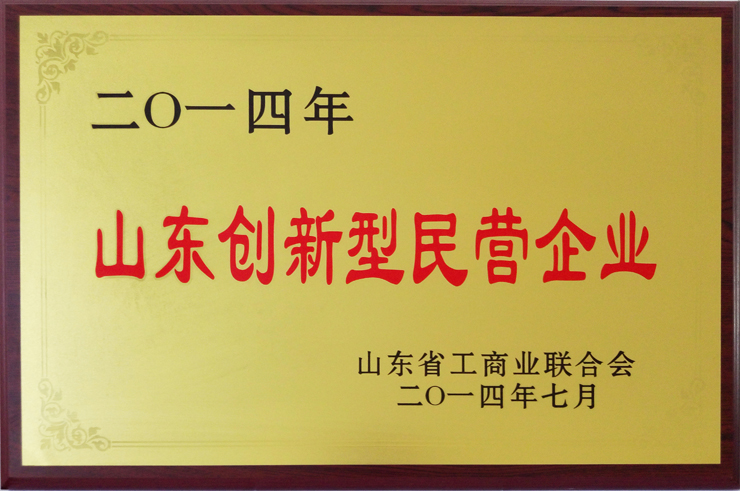 二〇一四年
山东创新型民营企业
山东省工商业联合会
二〇一四年七月